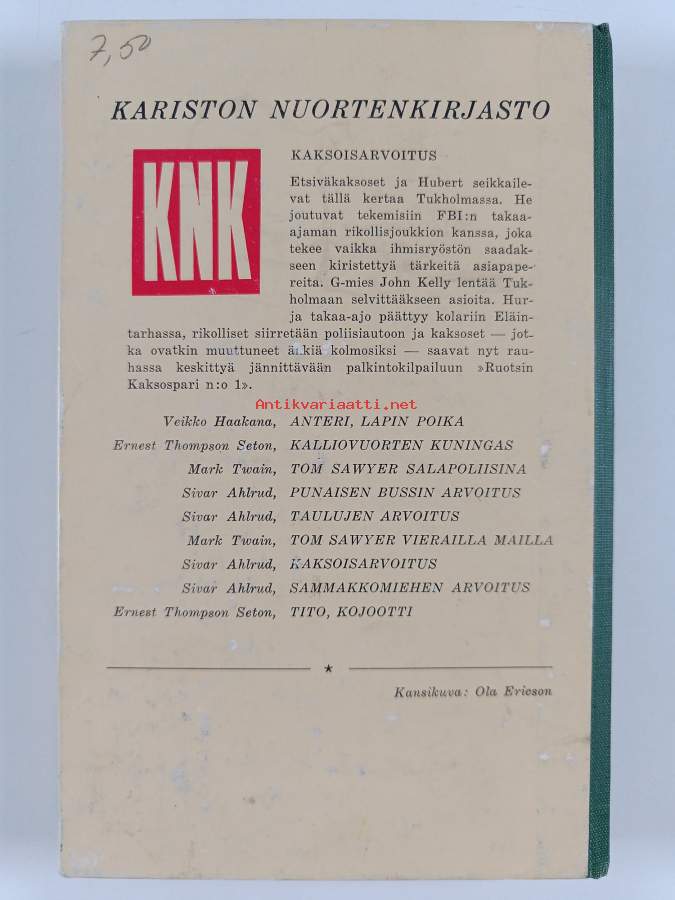 7,50
KARISTON NUORTENKIRJASTO
KNK
KAKSOISARVOITUS
Etsiväkaksoset ja Hubert seikkaile-
vat tällä kertaa Tukholmassa. He
joutuvat tekemisiin FBI:n takaa-
ajaman rikollisjoukkion kanssa, joka
tekee vaikka ihmisryöstön saadak-
seen kiristettyä tärkeitä asiapape-
reita. G-mies John Kelly lentää Tuk-
holmaan selvittääkseen asioita. Hur-
ja takaa-ajo päättyy kolariin Eläin-
tarhassa, rikolliset siirretään poliisiautoon ja kaksoset — jot-
ka ovatkin muuttuneet äkkiä kolmosiksi — saavat nyt rau-
hassa keskittyä jännittävään palkintokilpailuun »Ruotsin
Kaksospari n:o 1».
Antikvariaatti.net
Veikko Haakana, ANTERI, LAPIN POIKA
Ernest Thompson Seton, KALLIOVUORTEN KUNINGAS
Mark Twain, TOM SAWYER SALAPOLIISINA
Sivar Ahlrud, PUNAISEN BUSSIN ARVOITUS
Sivar Ahlrud, TAULUJEN ARVOITUS
Mark Twain, TOM SAWYER VIERAILLA MAILLA
Sivar Ahlrud, KAKSOISARVOITUS
Sivar Ahlrud, SAMMAKKOMIEHEN ARVOITUS
Ernest Thompson Seton, TITO, KOJOOTTI
Kansikuva: Ola Ericson